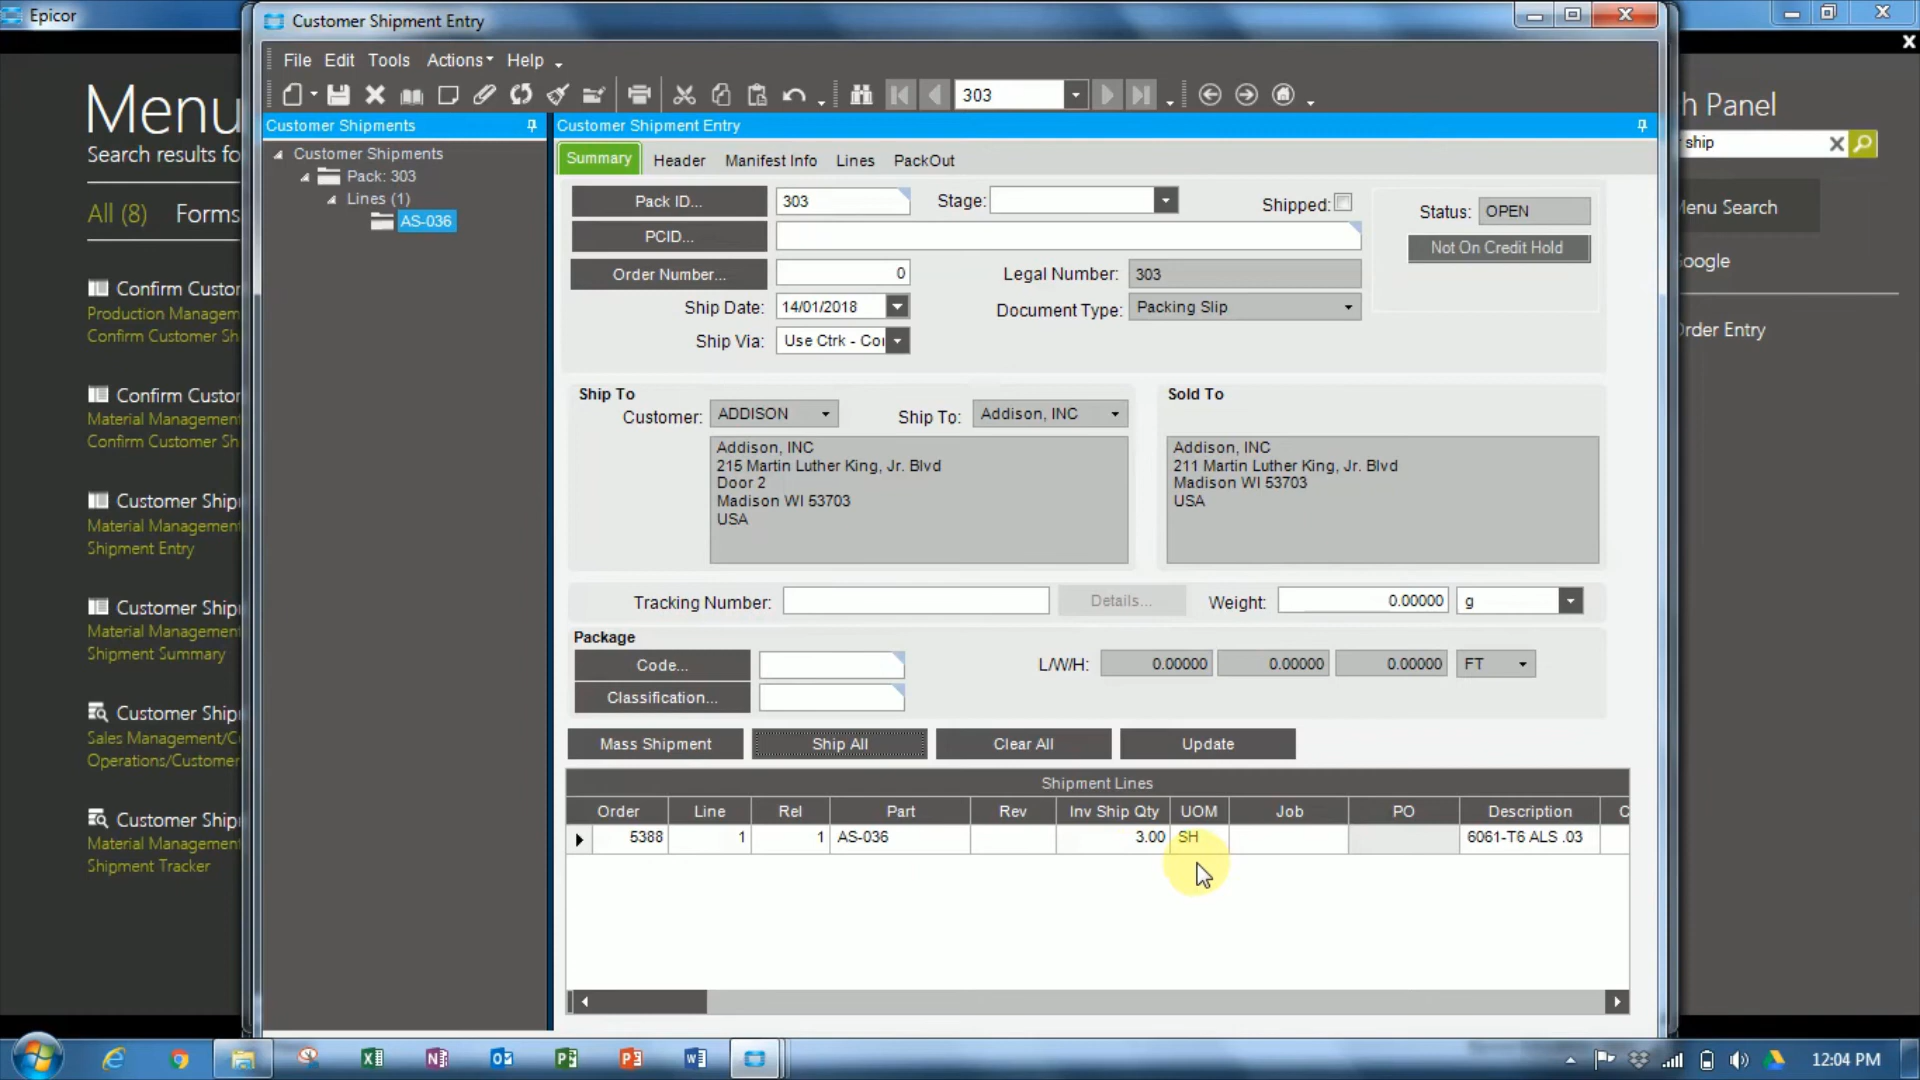 Epicor
Customer Shipment Entry
File Edit Tools Actions Help
303
Customer Shipments
Customer Shipment Entry
Menu
Search results fo
All (8) Forms
Confirm Custor
Production Managem
Confirm Customer Sh
Confirm Custor
Material Management
Confirm Customer Sh
Customer Ship
Material Management
Shipment Entry
Customer Ship
Material Management
Shipment Summary
Customer Ship
Sales Management/C
Operations/Customer
Customer Ship
Material Management
Shipment Tracker
Customer Shipments
Pack: 303
Lines (1)
AS-036
Summary Header Manifest Info Lines PackOut
Pack ID... 303 Stage: Shipped: Status: OPEN
PCID... Not On Credit Hold
Order Number... 0 Legal Number: 303
Ship Date: 14/01/2018 Document Type: Packing Slip
Ship Via: Use Ctrk - Co
Ship To
Customer: ADDISON Ship To: Addison, INC
Addison, INC
215 Martin Luther King, Jr. Blvd
Door 2
Madison WI 53703
USA
Sold To
Addison, INC
211 Martin Luther King, Jr. Blvd
Madison WI 53703
USA
Tracking Number: Details... Weight: 0.00000 g
Package
Code... L/W/H: 0.00000 0.00000 0.00000 FT
Classification...
Mass Shipment Ship All Clear All Update
Shipment Lines
Order Line Rel Part Rev Inv Ship Qty UOM Job PO Description C
5388 1 1 AS-036 3.00 SH 6061-T6 ALS .03
h Panel
ship
Menu Search
Google
Order Entry
12:04 PM